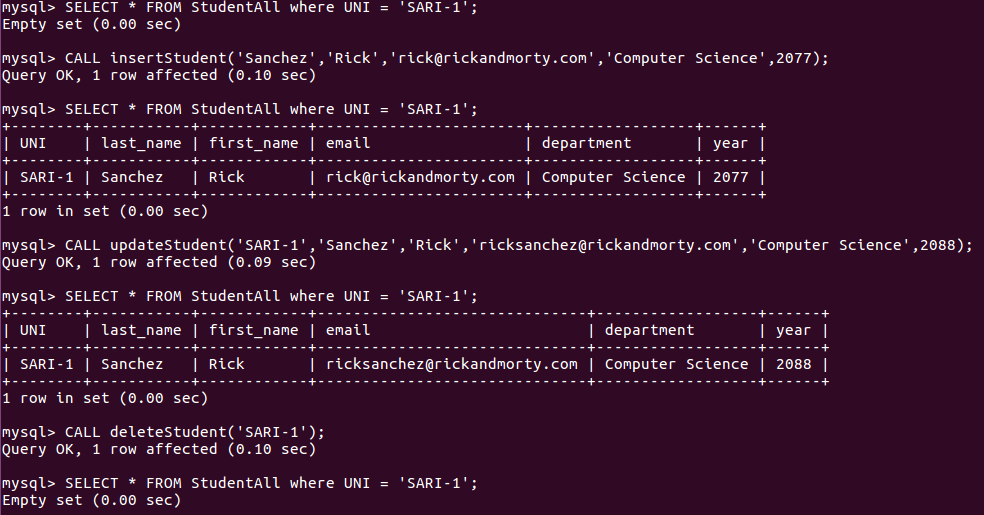 mysql> SELECT * FROM StudentAll where UNI = 'SARI-1';
Empty set (0.00 sec)

mysql> CALL insertStudent('Sanchez','Rick','rick@rickandmorty.com','Computer Science',2077);
Query OK, 1 row affected (0.10 sec)

mysql> SELECT * FROM StudentAll where UNI = 'SARI-1';
+--------+-----------+------------+-----------------------+------------------+------+
| UNI    | last_name | first_name | email                 | department       | year |
+--------+-----------+------------+-----------------------+------------------+------+
| SARI-1 | Sanchez   | Rick       | rick@rickandmorty.com | Computer Science | 2077 |
+--------+-----------+------------+-----------------------+------------------+------+
1 row in set (0.00 sec)

mysql> CALL updateStudent('SARI-1','Sanchez','Rick','ricksanchez@rickandmorty.com','Computer Science',2088);
Query OK, 1 row affected (0.09 sec)

mysql> SELECT * FROM StudentAll where UNI = 'SARI-1';
+--------+-----------+------------+------------------------------+------------------+------+
| UNI    | last_name | first_name | email                        | department       | year |
+--------+-----------+------------+------------------------------+------------------+------+
| SARI-1 | Sanchez   | Rick       | ricksanchez@rickandmorty.com | Computer Science | 2088 |
+--------+-----------+------------+------------------------------+------------------+------+
1 row in set (0.00 sec)

mysql> CALL deleteStudent('SARI-1');
Query OK, 1 row affected (0.10 sec)

mysql> SELECT * FROM StudentAll where UNI = 'SARI-1';
Empty set (0.00 sec)